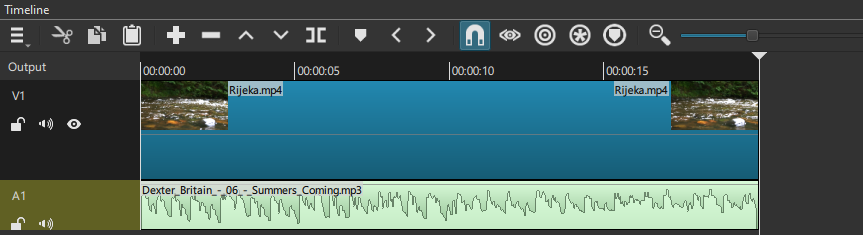 Timeline
Output
00:00:00 00:00:05 00:00:10 00:00:15
V1
Rijeka.mp4 Rijeka.mp4
A1
Dexter_Britain_-_06_-_Summers_Coming.mp3